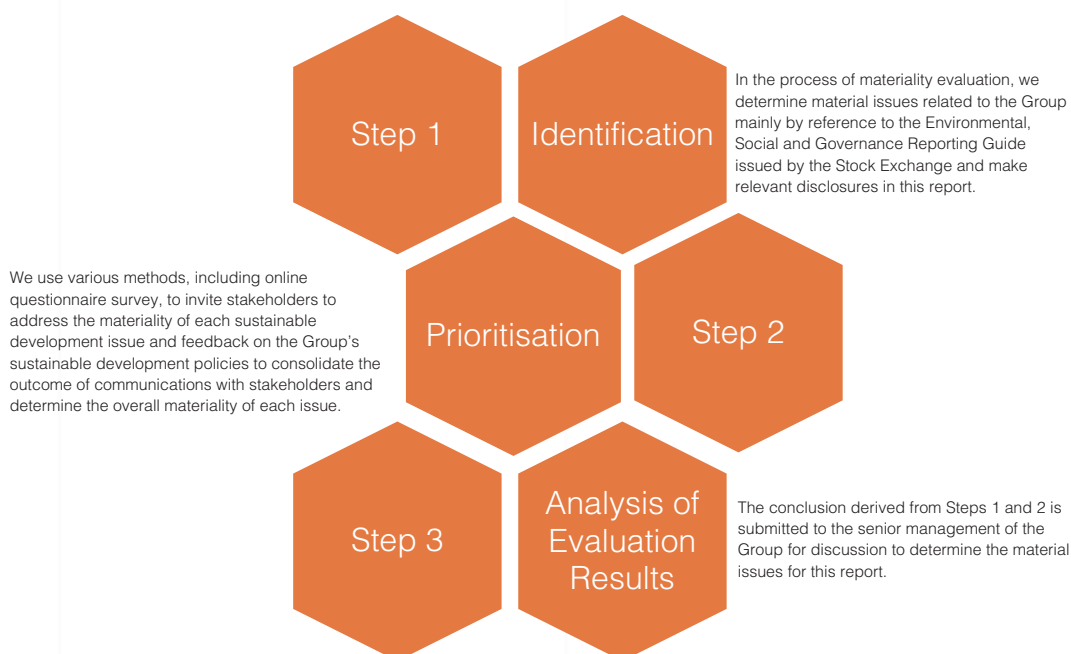 Step 1
Identification
In the process of materiality evaluation, we
determine material issues related to the Group
mainly by reference to the Environmental,
Social and Governance Reporting Guide
issued by the Stock Exchange and make
relevant disclosures in this report.
We use various methods, including online
questionnaire survey, to invite stakeholders to
address the materiality of each sustainable
development issue and feedback on the Group’s
sustainable development policies to consolidate the
outcome of communications with stakeholders and
determine the overall materiality of each issue.
Prioritisation
Step 2
Step 3
Analysis of
Evaluation
Results
The conclusion derived from Steps 1 and 2 is
submitted to the senior management of the
Group for discussion to determine the material
issues for this report.